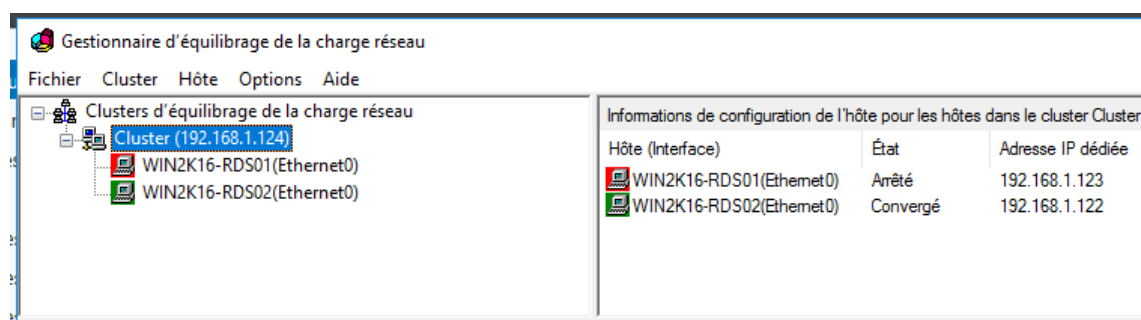 Gestionnaire d'équilibrage de la charge réseau
Fichier Cluster Hôte Options Aide
Clusters d'équilibrage de la charge réseau
Cluster (192.168.1.124)
WIN2K16-RDS01(Ethernet0)
WIN2K16-RDS02(Ethernet0)
Informations de configuration de l'hôte pour les hôtes dans le cluster Cluster
Hôte (Interface) État Adresse IP dédiée
WIN2K16-RDS01(Ethernet0) Arrêté 192.168.1.123
WIN2K16-RDS02(Ethernet0) Convergé 192.168.1.122